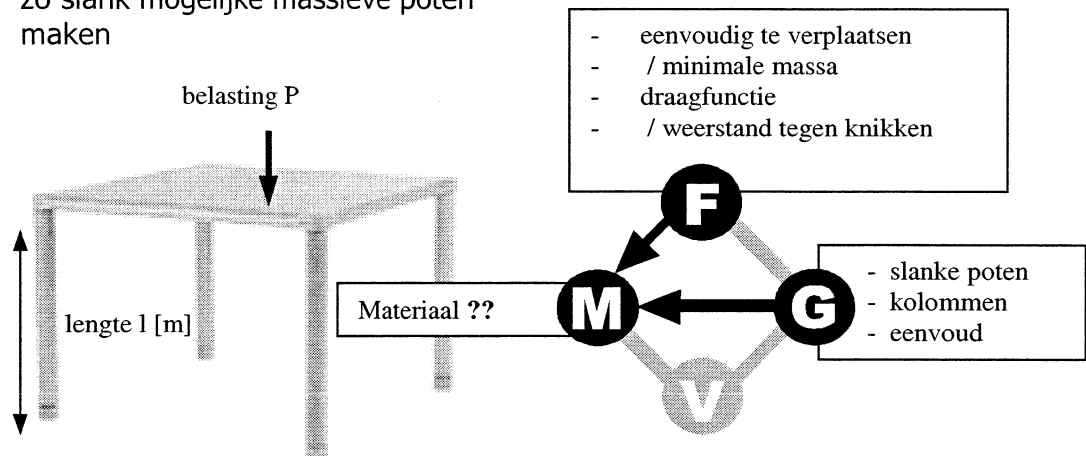 zo slank mogelijke massieve poten
maken
belasting P
lengte l [m]
- eenvoudig te verplaatsen
- / minimale massa
- draagfunctie
- / weerstand tegen knikken
F
Materiaal ??
M
G
- slanke poten
- kolommen
- eenvoud
V